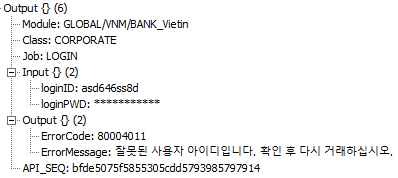 Output {} (6)
Module: GLOBAL/VNM/BANK_Vietin
Class: CORPORATE
Job: LOGIN
Input {} (2)
loginID: asd646ss8d
loginPWD: ***********
Output {} (2)
ErrorCode: 80004011
ErrorMessage: 잘못된 사용자 아이디입니다. 확인 후 다시 거래하십시오.
API_SEQ: bfde5075f5855305cdd5793985797914